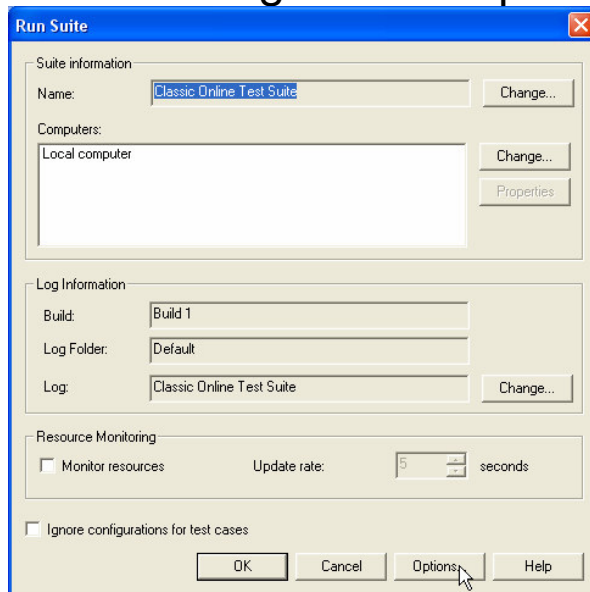 Run Suite
Suite information
Name: Classic Online Test Suite Change...
Computers:
Local computer Change...
Properties
Log Information
Build: Build 1
Log Folder: Default
Log: Classic Online Test Suite Change...
Resource Monitoring
Monitor resources Update rate: 5 seconds
Ignore configurations for test cases
OK Cancel Options... Help